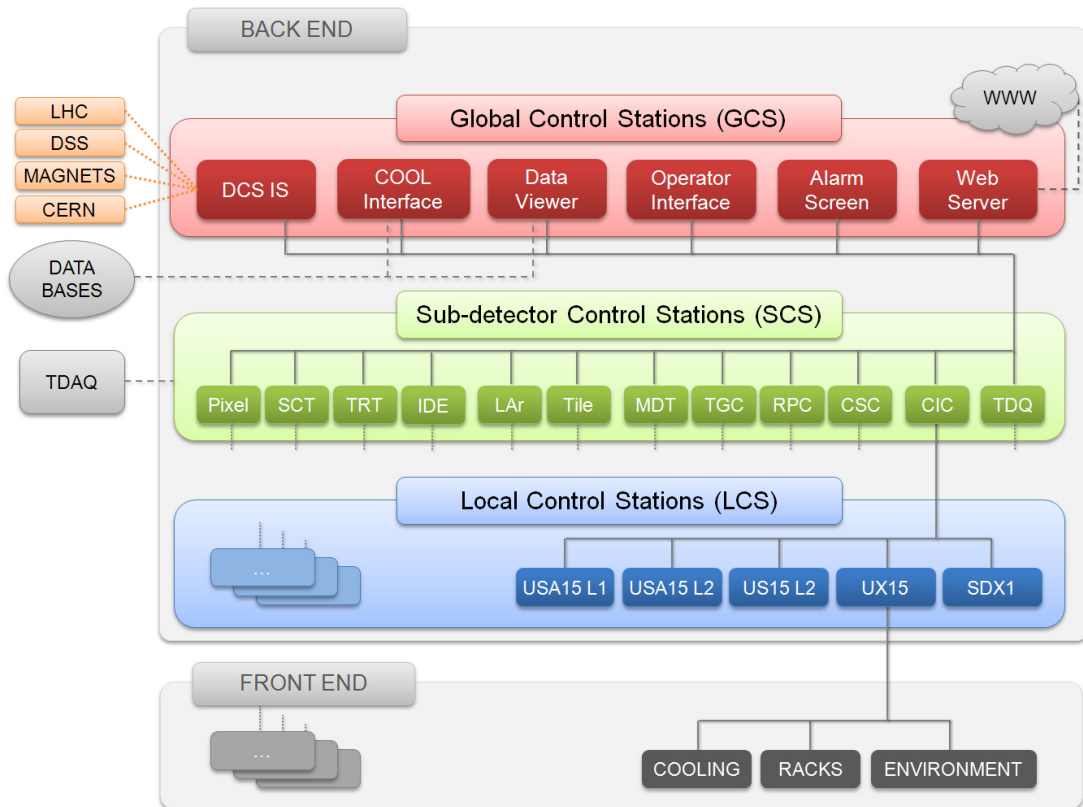 BACK END
WWW
Global Control Stations (GCS)
LHC
DSS
MAGNETS
CERN
DCS IS
COOL
Interface
Data
Viewer
Operator
Interface
Alarm
Screen
Web
Server
DATA
BASES
Sub-detector Control Stations (SCS)
TDAQ
Pixel
SCT
TRT
IDE
LAr
Tile
MDT
TGC
RPC
CSC
CIC
TDQ
Local Control Stations (LCS)
...
USA15 L1
USA15 L2
US15 L2
UX15
SDX1
FRONT END
...
COOLING
RACKS
ENVIRONMENT